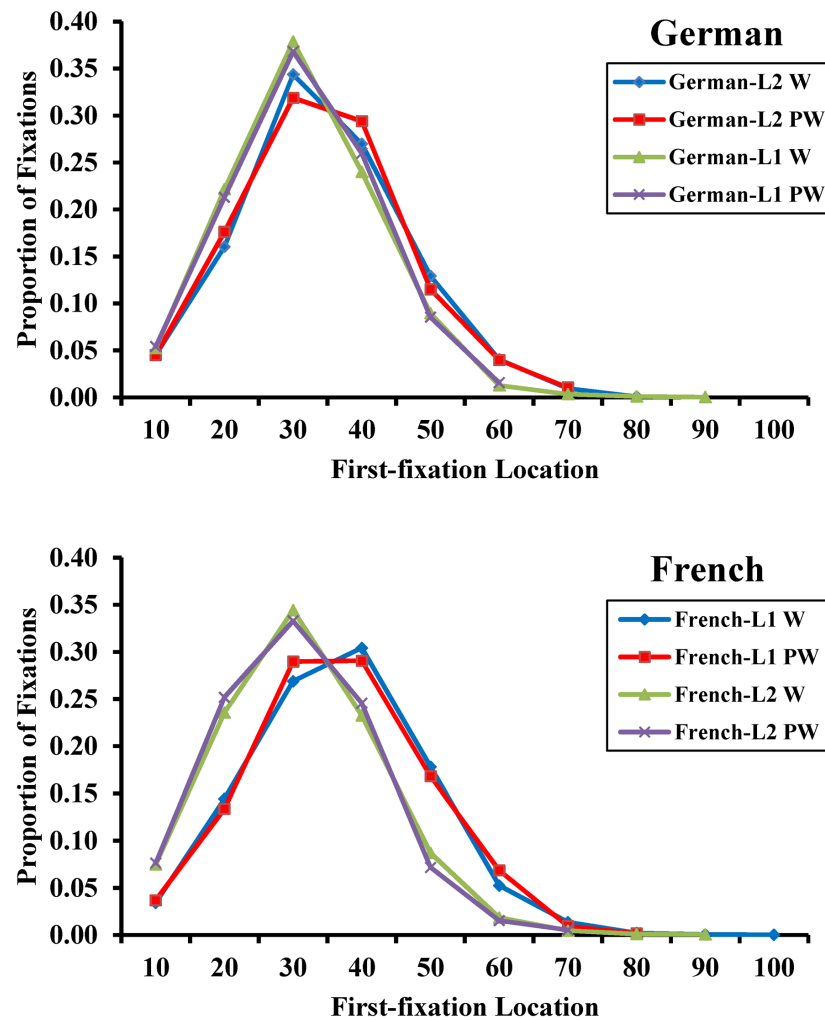 German
0.40
0.35
0.30
0.25
0.20
0.15
0.10
0.05
0.00
Proportion of Fixations
German-L2 W
German-L2 PW
German-L1 W
German-L1 PW
10 20 30 40 50 60 70 80 90 100
First-fixation Location
French
0.40
0.35
0.30
0.25
0.20
0.15
0.10
0.05
0.00
Proportion of Fixations
French-L1 W
French-L1 PW
French-L2 W
French-L2 PW
10 20 30 40 50 60 70 80 90 100
First-fixation Location